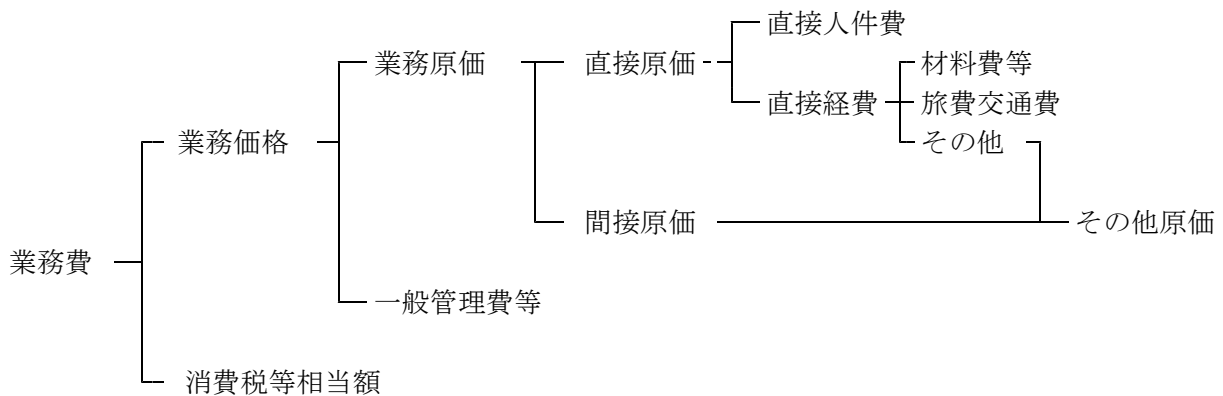 直接人件費
業務原価 直接原価 材料費等
直接経費 旅費交通費
業務価格 その他
間接原価 その他原価
業務費
一般管理費等
消費税等相当額